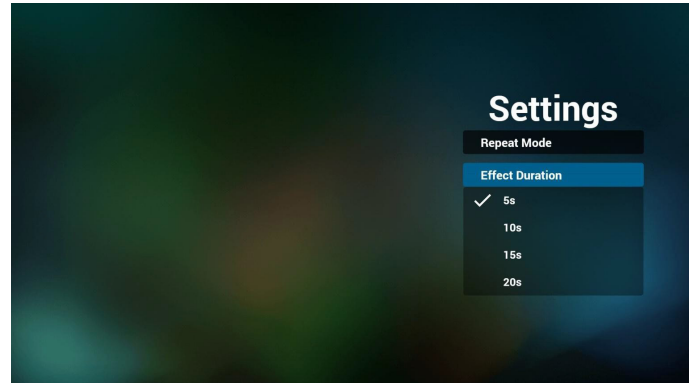 Settings
Repeat Mode
Effect Duration
5s
10s
15s
20s